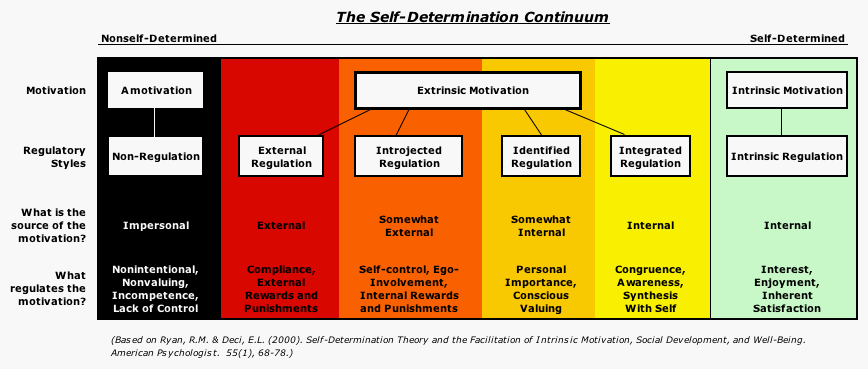 The Self-Determination Continuum
Nonself-Determined
Self-Determined
Motivation
Amotivation
Extrinsic Motivation
Intrinsic Motivation
Regulatory
Styles
Non-Regulation
External
Regulation
Introjected
Regulation
Identified
Regulation
Integrated
Regulation
Intrinsic Regulation
What is the
source of the
motivation?
Impersonal
External
Somewhat
External
Somewhat
Internal
Internal
Internal
What
regulates the
motivation?
Nonintentional,
Nonvaluing,
Incompetence,
Lack of Control
Compliance,
External
Rewards and
Punishments
Self-control, Ego-
Involvement,
Internal Rewards
and Punishments
Personal
Importance,
Conscious
Valuing
Congruence,
Awareness,
Synthesis
With Self
Interest,
Enjoyment,
Inherent
Satisfaction
(Based on Ryan, R.M. & Deci, E.L. (2000). Self-Determination Theory and the Facilitation of Intrinsic Motivation, Social Development, and Well-Being.
American Psychologist. 55(1), 68-78.)